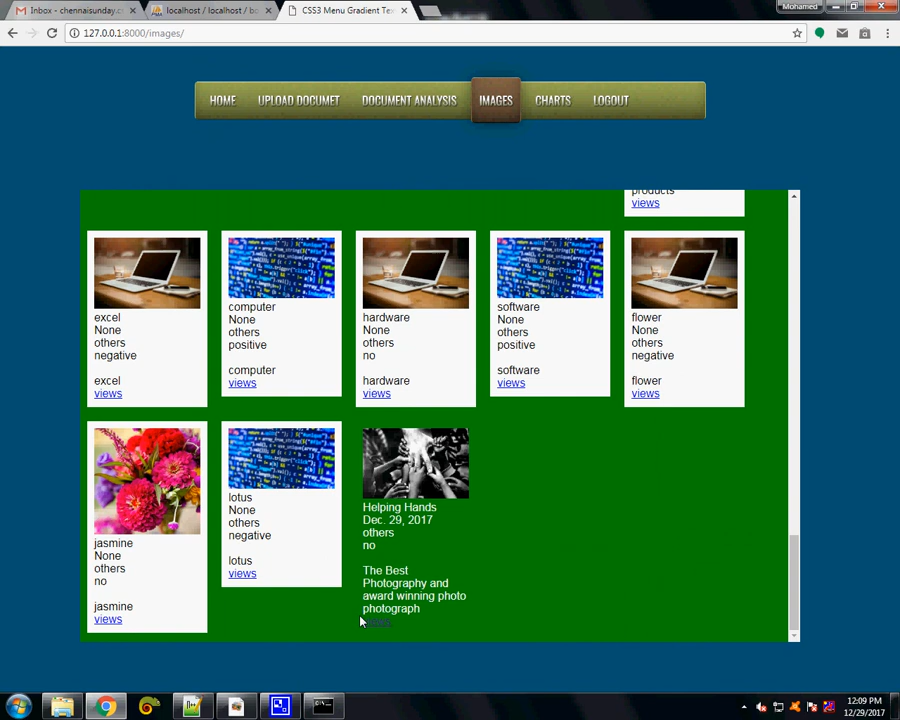 Inbox - chennaisunday.c
localhost / localhost / bo
CSS3 Menu Gradient Tex
Mohamed
127.0.0.1:8000/images/
HOME
UPLOAD DOCUMET
DOCUMENT ANALYSIS
IMAGES
CHARTS
LOGOUT
products
views
excel
None
others
negative
excel
views
computer
None
others
positive
computer
views
hardware
None
others
no
hardware
views
software
None
others
positive
software
views
flower
None
others
negative
flower
views
jasmine
None
others
no
jasmine
views
lotus
None
others
negative
lotus
views
Helping Hands
Dec. 29, 2017
others
no
The Best
Photography and
award winning photo
photograph
views
12:09 PM
12/29/2017